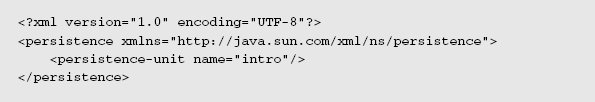 <?xml version="1.0" encoding="UTF-8"?>
<persistence xmlns="http://java.sun.com/xml/ns/persistence">
    <persistence-unit name="intro"/>
</persistence>